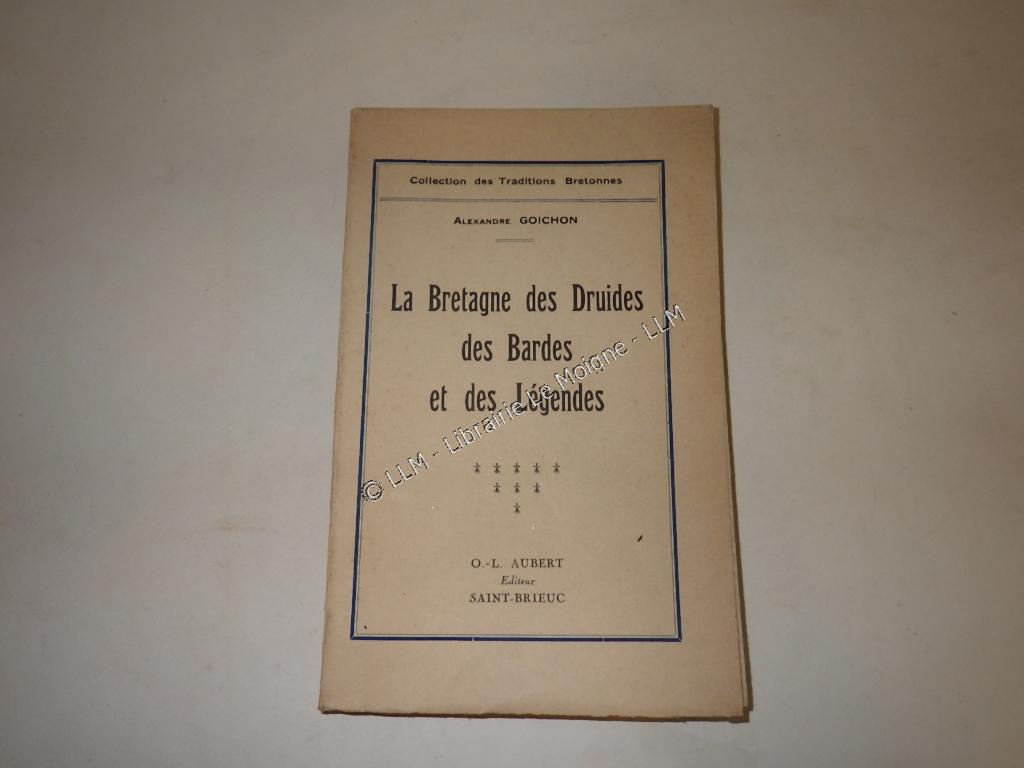 Collection des Traditions Bretonnes
ALEXANDRE GOICHON
La Bretagne des Druides
des Bardes
et des Légendes
O.-L. AUBERT
Editeur
SAINT-BRIEUC
© LLM - Librairie Le Moigne - LLM